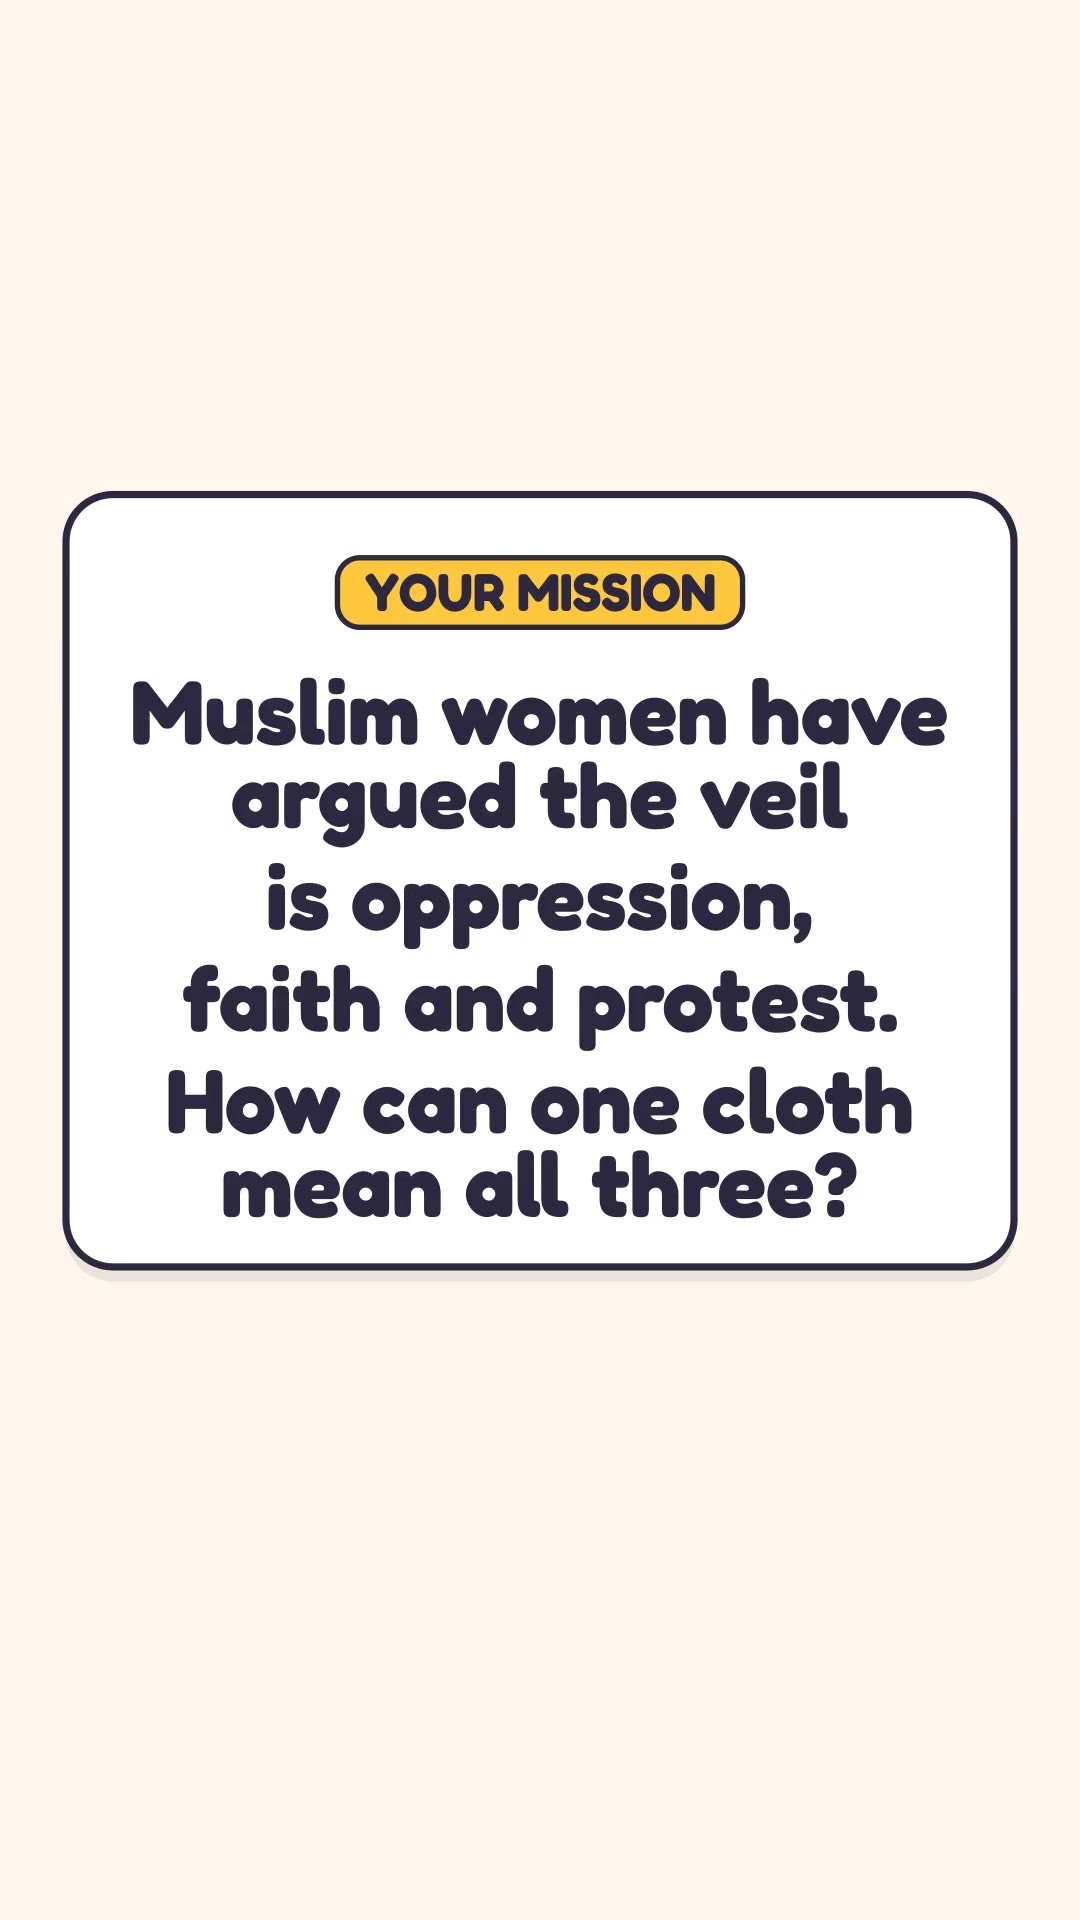 YOUR MISSION
Muslim women have
argued the veil
is oppression,
faith and protest.
How can one cloth
mean all three?